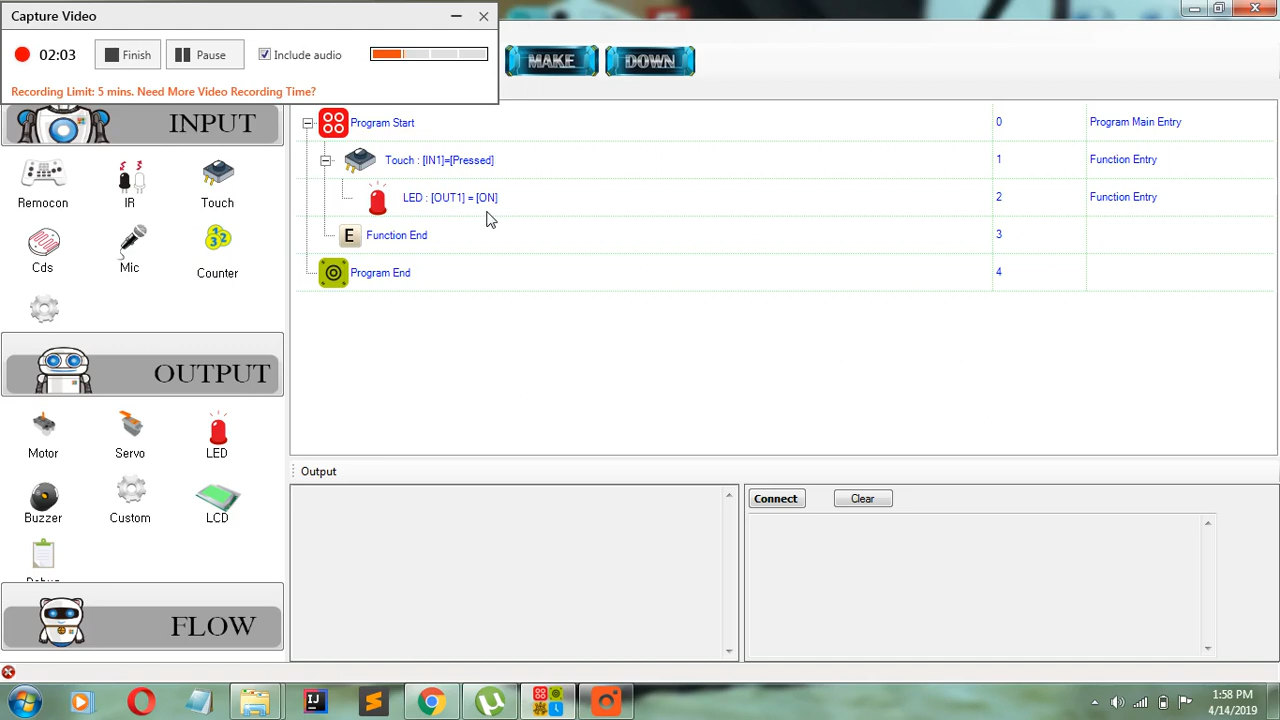 Capture Video
02:03
Finish
Pause
Include audio
Recording Limit: 5 mins. Need More Video Recording Time?
MAKE
DOWN
INPUT
Remocon
IR
Touch
Cds
Mic
Counter
OUTPUT
Motor
Servo
LED
Buzzer
Custom
LCD
Debug
FLOW
Program Start
0
Program Main Entry
Touch : [IN1]=[Pressed]
1
Function Entry
LED : [OUT1] = [ON]
2
Function Entry
E
Function End
3
Program End
4
Output
Connect
Clear
1:58 PM
4/14/2019